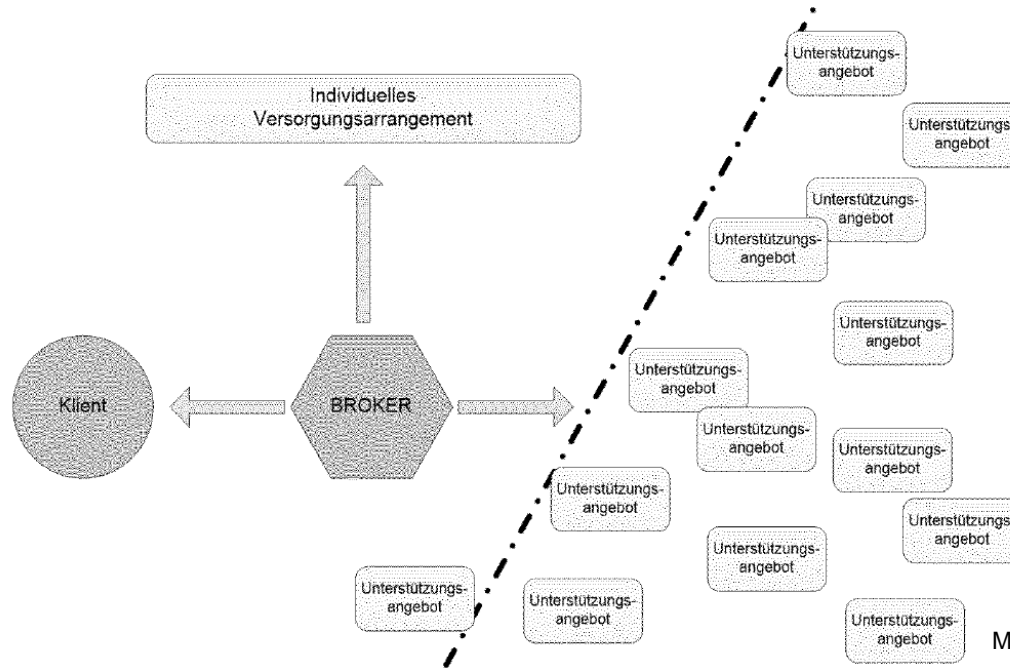 Unterstützungs-
angebot
Individuelles
Versorgungsarrangement
Unterstützungs
angebot
Unterstützungs-
angebot
Unterstützungs-
angebot
Unterstützungs-
angebot
Unterstützungs-
angebot
Klient
BROKER
Unterstützungs-
angebot
Unterstützungs-
angebot
Unterstützungs-
angebot
Unterstützungs
angebot
Unterstützungs-
angebot
Unterstützungs-
angebot
Unterstützungs-
angebot
Unterstützungs-
angebot
M